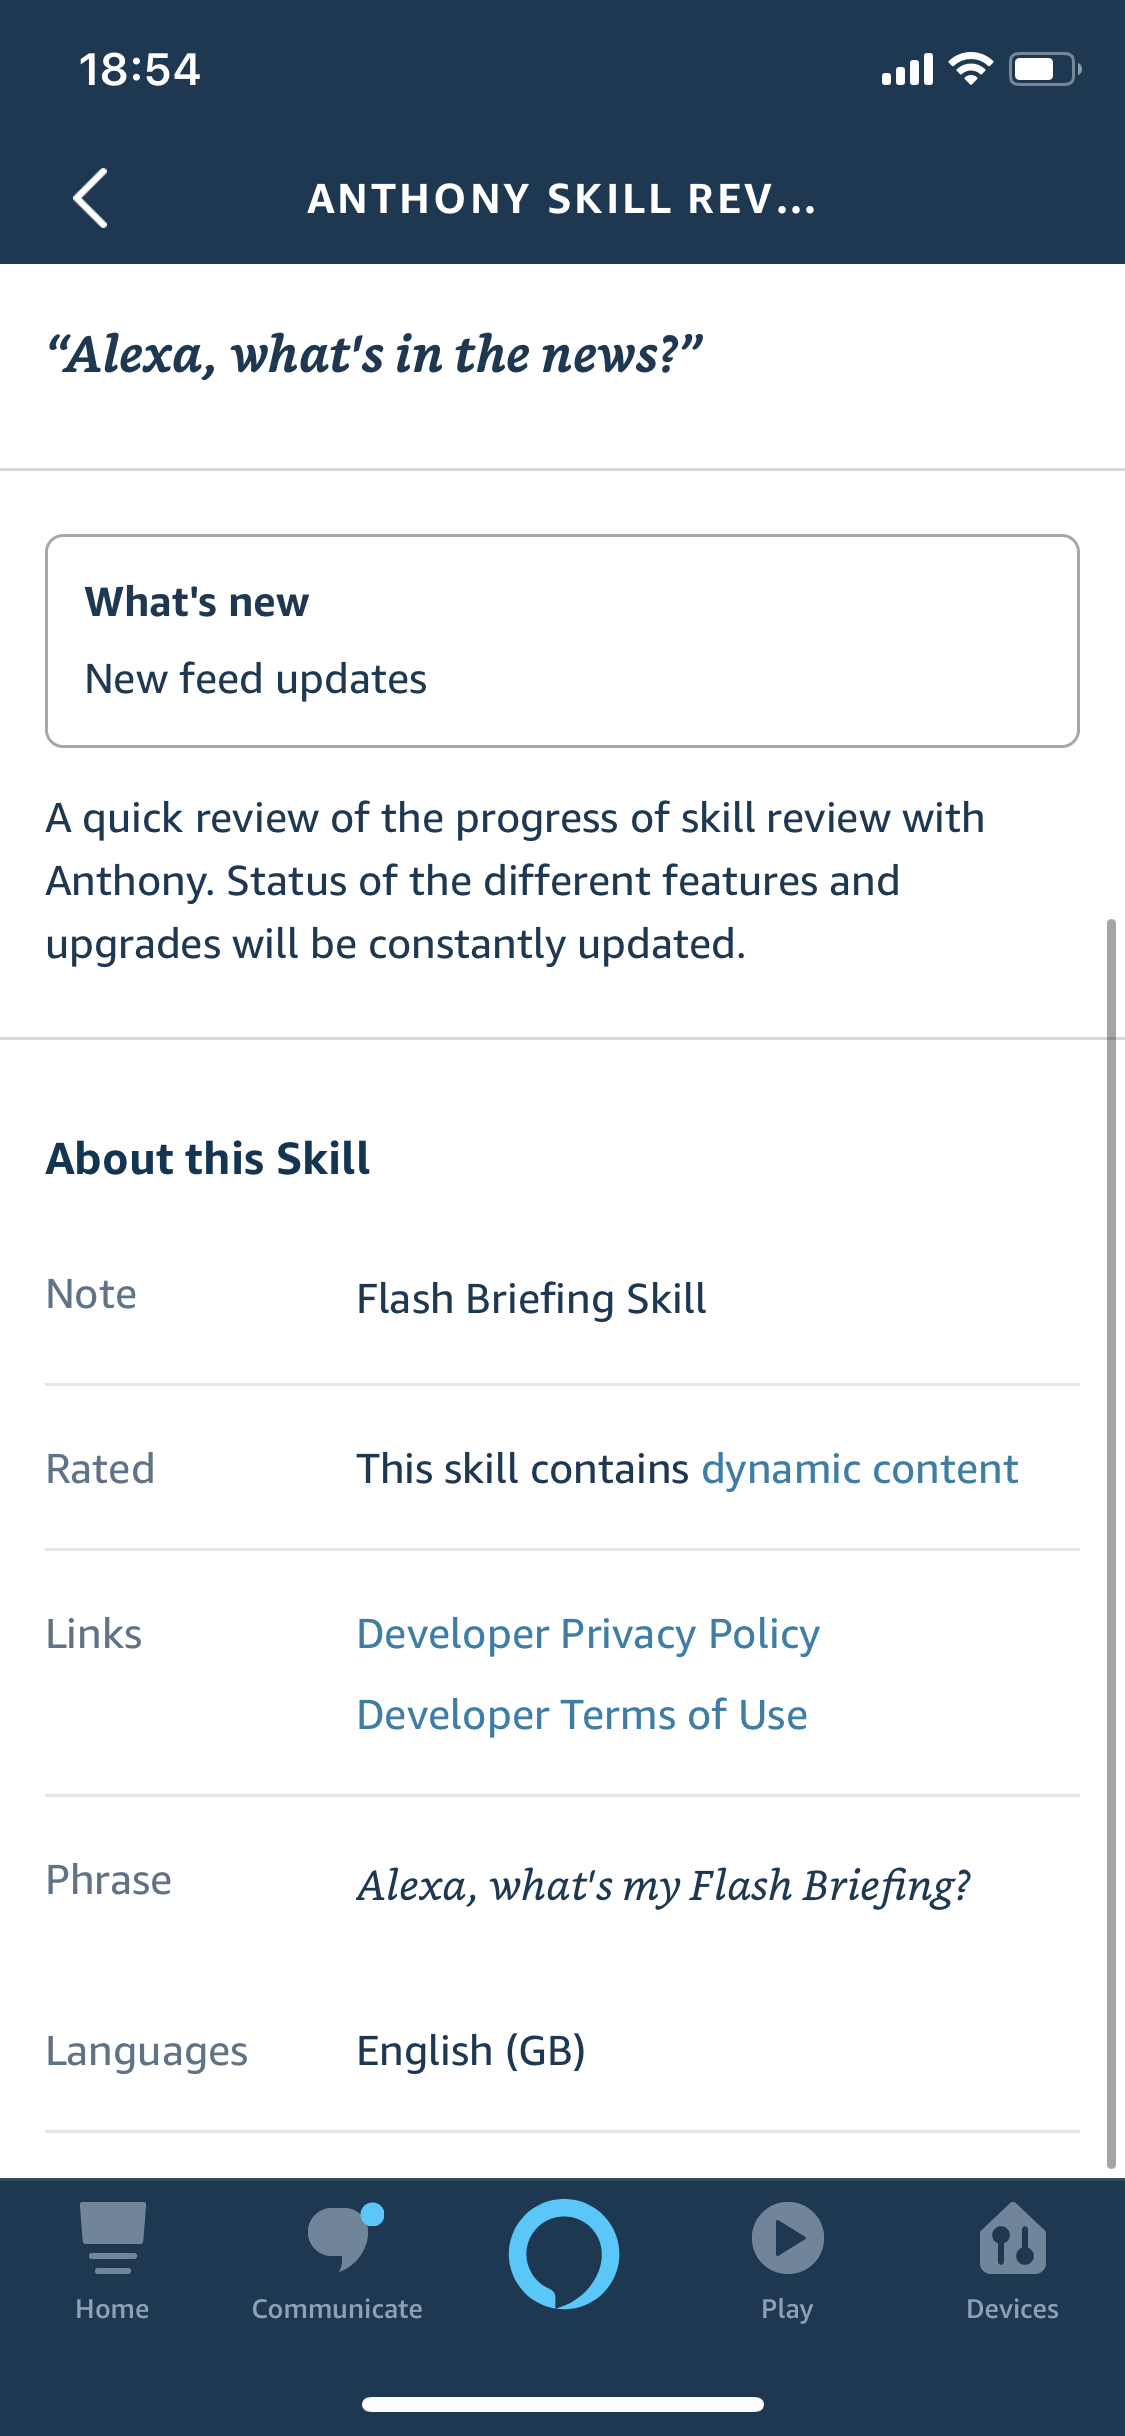 18:54
ANTHONY SKILL REV...
“Alexa, what's in the news?”
What's new
New feed updates
A quick review of the progress of skill review with
Anthony. Status of the different features and
upgrades will be constantly updated.
About this Skill
Note Flash Briefing Skill
Rated This skill contains dynamic content
Links Developer Privacy Policy
Developer Terms of Use
Phrase Alexa, what's my Flash Briefing?
Languages English (GB)
Home Communicate Play Devices